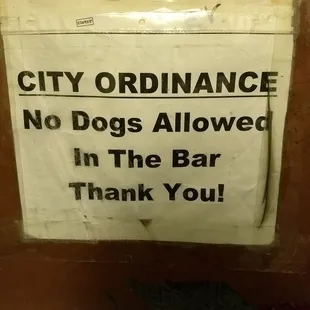 CITY ORDINANCE
No Dogs Allowed
In The Bar
Thank You!